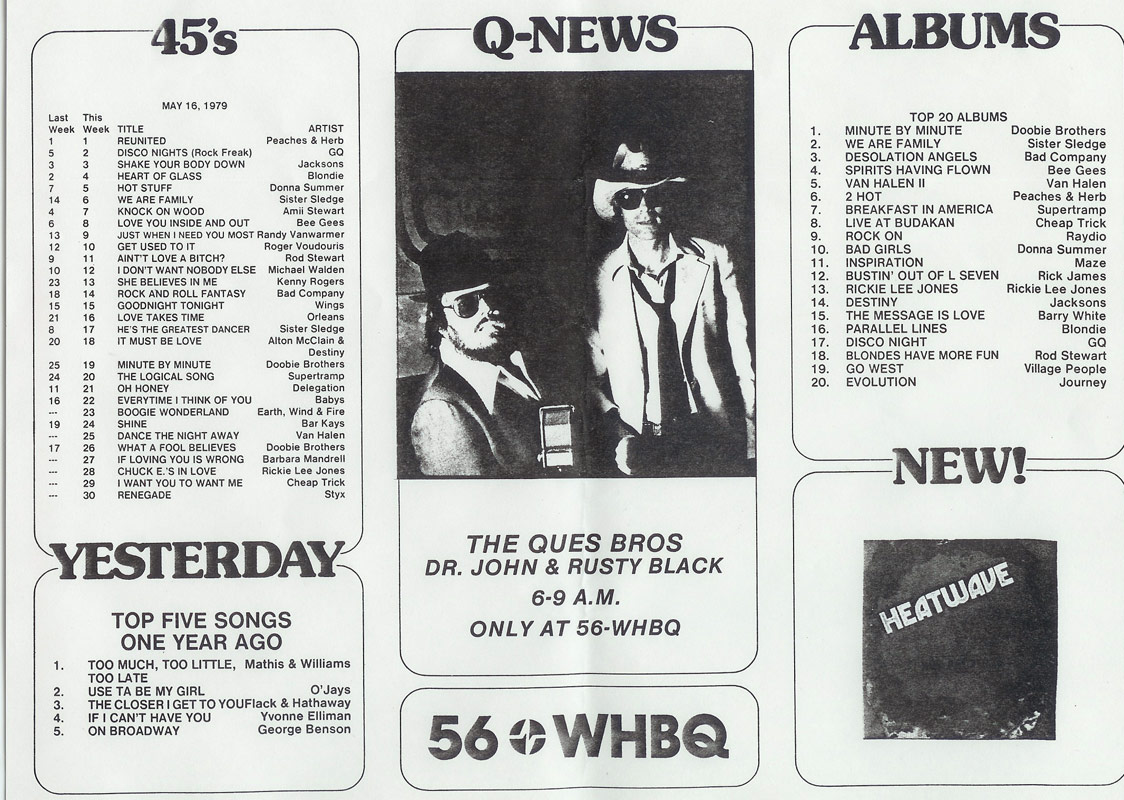 45's
MAY 16, 1979
Last This
Week Week TITLE ARTIST
1 1 REUNITED Peaches & Herb
5 2 DISCO NIGHTS (Rock Freak) GQ
3 3 SHAKE YOUR BODY DOWN Jacksons
2 4 HEART OF GLASS Blondie
7 5 HOT STUFF Donna Summer
14 6 WE ARE FAMILY Sister Sledge
4 7 KNOCK ON WOOD Amii Stewart
6 8 LOVE YOU INSIDE AND OUT Bee Gees
13 9 JUST WHEN I NEED YOU MOST Randy Vanwarmer
12 10 GET USED TO IT Roger Voudouris
9 11 AIN'T LOVE A BITCH? Rod Stewart
10 12 I DON'T WANT NOBODY ELSE Michael Walden
23 13 SHE BELIEVES IN ME Kenny Rogers
18 14 ROCK AND ROLL FANTASY Bad Company
15 15 GOODNIGHT TONIGHT Wings
21 16 LOVE TAKES TIME Orleans
8 17 HE'S THE GREATEST DANCER Sister Sledge
20 18 IT MUST BE LOVE Alton McClain &
Destiny
25 19 MINUTE BY MINUTE Doobie Brothers
24 20 THE LOGICAL SONG Supertramp
11 21 OH HONEY Delegation
16 22 EVERYTIME I THINK OF YOU Babys
--- 23 BOOGIE WONDERLAND Earth, Wind & Fire
19 24 SHINE Bar Kays
--- 25 DANCE THE NIGHT AWAY Van Halen
17 26 WHAT A FOOL BELIEVES Doobie Brothers
--- 27 IF LOVING YOU IS WRONG Barbara Mandrell
--- 28 CHUCK E.'S IN LOVE Rickie Lee Jones
--- 29 I WANT YOU TO WANT ME Cheap Trick
--- 30 RENEGADE Styx
YESTERDAY
TOP FIVE SONGS
ONE YEAR AGO
1. TOO MUCH, TOO LITTLE, Mathis & Williams
TOO LATE
2. USE TA BE MY GIRL O'Jays
3. THE CLOSER I GET TO YOU Flack & Hathaway
4. IF I CAN'T HAVE YOU Yvonne Elliman
5. ON BROADWAY George Benson
Q-NEWS
THE QUES BROS
DR. JOHN & RUSTY BLACK
6-9 A.M.
ONLY AT 56-WHBQ
56 WHBQ
ALBUMS
TOP 20 ALBUMS
1. MINUTE BY MINUTE Doobie Brothers
2. WE ARE FAMILY Sister Sledge
3. DESOLATION ANGELS Bad Company
4. SPIRITS HAVING FLOWN Bee Gees
5. VAN HALEN II Van Halen
6. 2 HOT Peaches & Herb
7. BREAKFAST IN AMERICA Supertramp
8. LIVE AT BUDAKAN Cheap Trick
9. ROCK ON Raydio
10. BAD GIRLS Donna Summer
11. INSPIRATION Maze
12. BUSTIN' OUT OF L SEVEN Rick James
13. RICKIE LEE JONES Rickie Lee Jones
14. DESTINY Jacksons
15. THE MESSAGE IS LOVE Barry White
16. PARALLEL LINES Blondie
17. DISCO NIGHT GQ
18. BLONDES HAVE MORE FUN Rod Stewart
19. GO WEST Village People
20. EVOLUTION Journey
NEW!
HEATWAVE